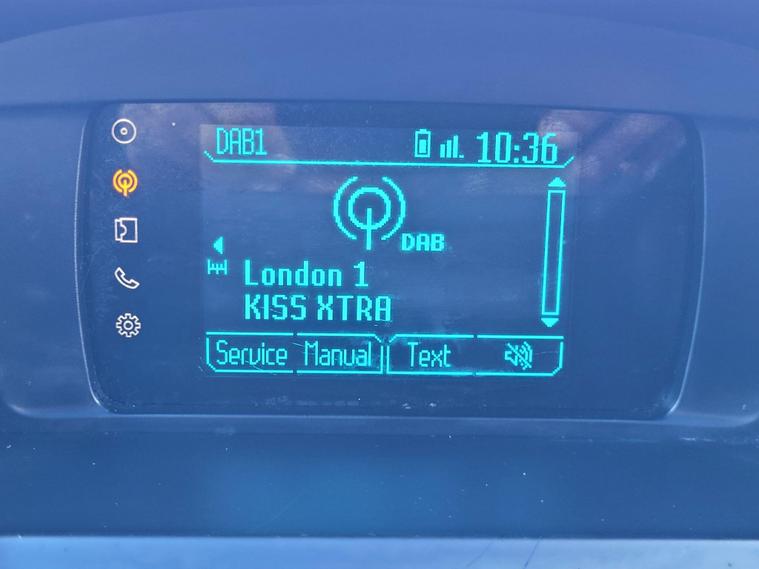 DAB1 10:36
DAB
London 1
KISS XTRA
Service Manual Text